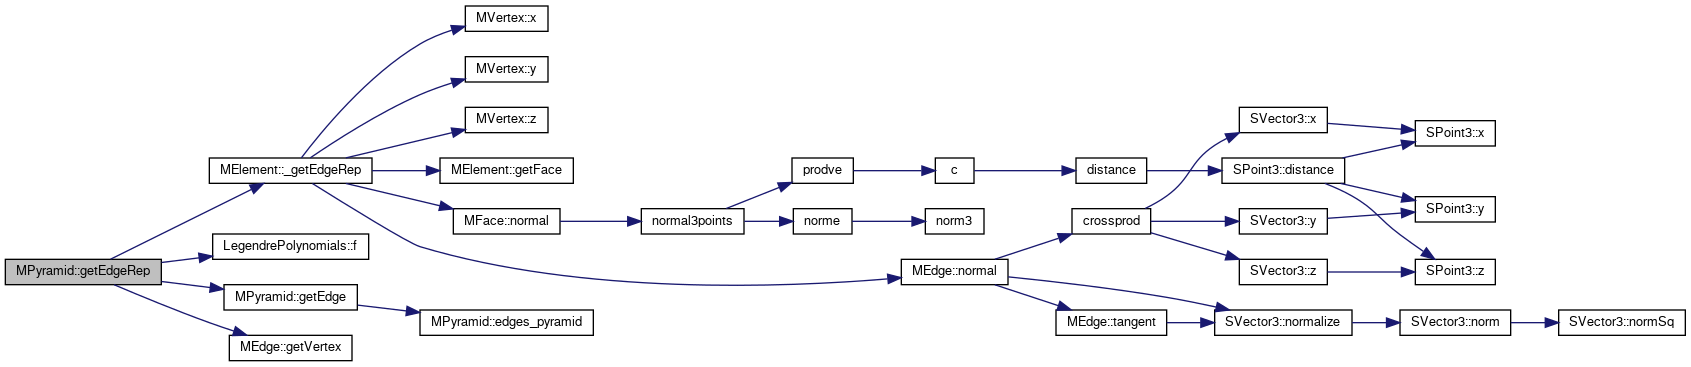 MVertex::x
MVertex::y
MVertex::z
MElement::_getEdgeRep
MElement::getFace
MFace::normal
LegendrePolynomials::f
MPyramid::getEdgeRep
MPyramid::getEdge
MPyramid::edges_pyramid
MEdge::getVertex
normal3points
prodve
norme
c
norm3
distance
MEdge::normal
crossprod
MEdge::tangent
SVector3::x
SPoint3::distance
SVector3::y
SVector3::z
SVector3::normalize
SPoint3::x
SPoint3::y
SPoint3::z
SVector3::norm
SVector3::normSq